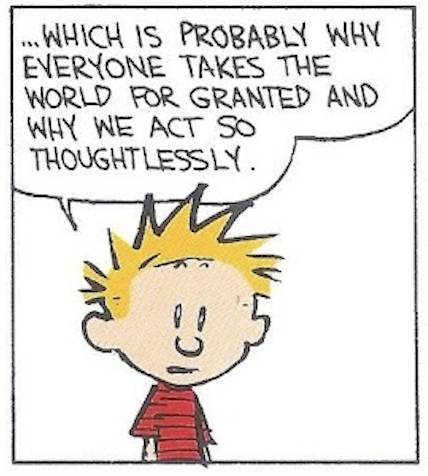 ...WHICH IS PROBABLY WHY
EVERYONE TAKES THE
WORLD FOR GRANTED AND
WHY WE ACT SO
THOUGHTLESSLY.